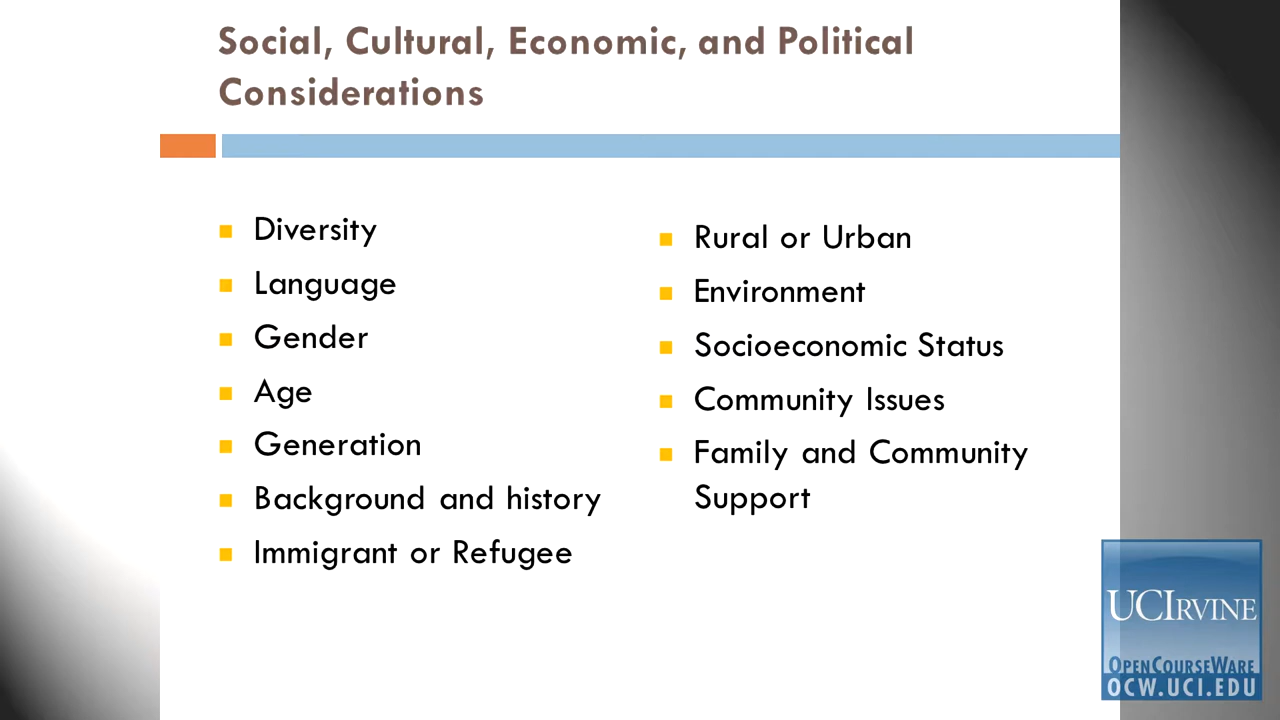 Social, Cultural, Economic, and Political
Considerations
Diversity
Language
Gender
Age
Generation
Background and history
Immigrant or Refugee
Rural or Urban
Environment
Socioeconomic Status
Community Issues
Family and Community
Support
UCIRVINE
OPENCOURSEWARE
OCW.UCI.EDU